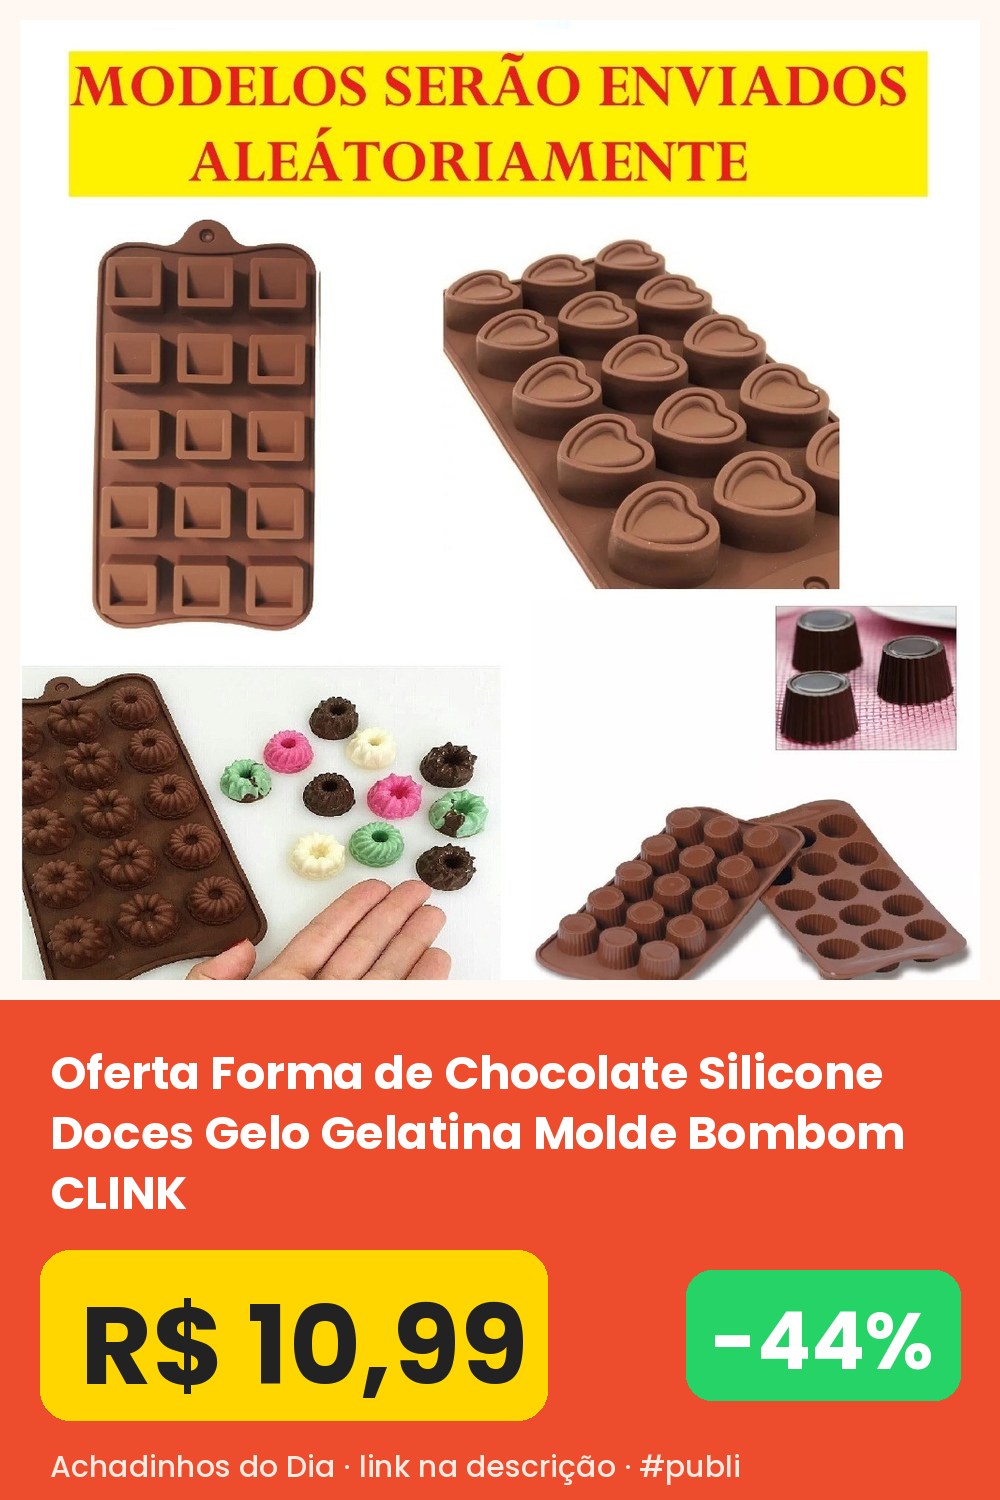 MODELOS SERÃO ENVIADOS
ALEÁTORIAMENTE
Oferta Forma de Chocolate Silicone
Doces Gelo Gelatina Molde Bombom
CLINK
R$ 10,99
-44%
Achadinhos do Dia · link na descrição · #publi